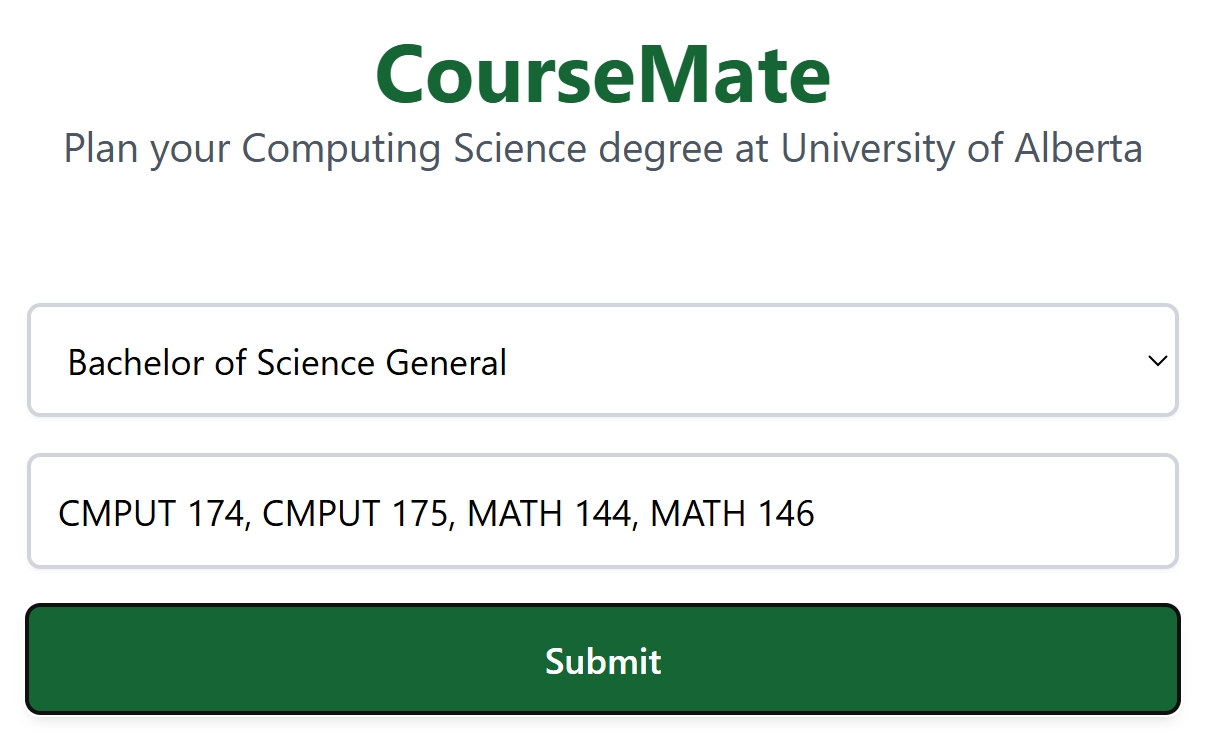 CourseMate
Plan your Computing Science degree at University of Alberta
Bachelor of Science General
CMPUT 174, CMPUT 175, MATH 144, MATH 146
Submit